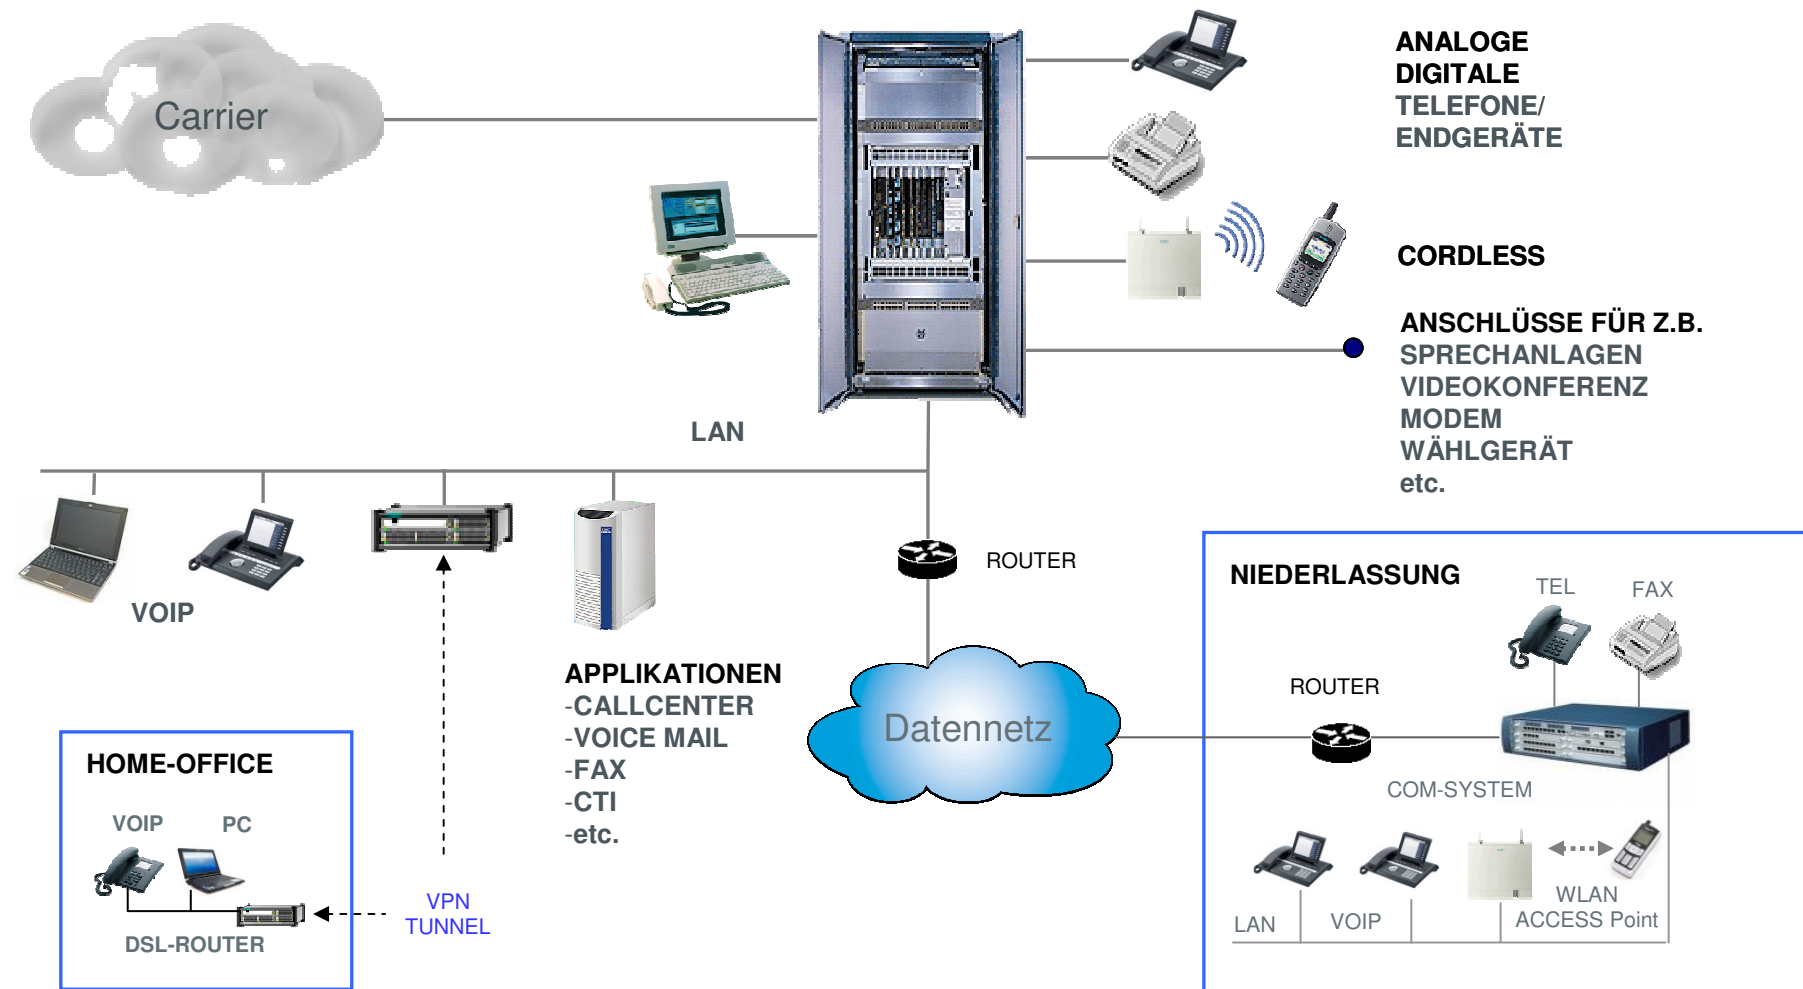 Carrier
ANALOGE
DIGITALE
TELEFONE/
ENDGERÄTE
CORDLESS
ANSCHLÜSSE FÜR Z.B.
SPRECHANLAGEN
VIDEOKONFERENZ
MODEM
WÄHLGERÄT
etc.
LAN
VOIP
ROUTER
APPLIKATIONEN
-CALLCENTER
-VOICE MAIL
-FAX
-CTI
-etc.
Datennetz
HOME-OFFICE
VOIP
PC
DSL-ROUTER
VPN
TUNNEL
NIEDERLASSUNG
TEL
FAX
ROUTER
COM-SYSTEM
WLAN
ACCESS Point
LAN
VOIP